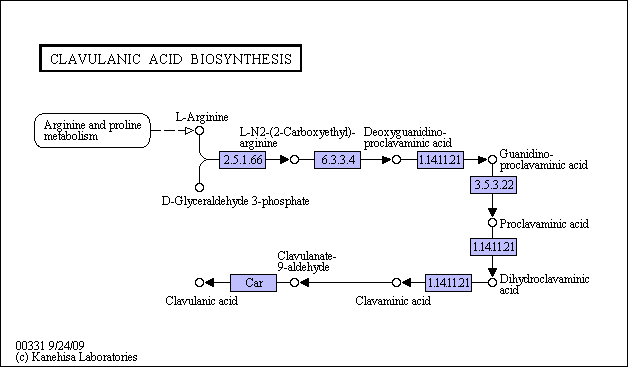 CLAVULANIC ACID BIOSYNTHESIS
Arginine and proline
metabolism
L-Arginine
L-N2-(2-Carboxyethyl)-
arginine
Deoxyguanidino-
proclavaminic acid
2.5.1.66
6.3.3.4
1.14.11.21
Guanidino-
proclavaminic acid
D-Glyceraldehyde 3-phosphate
3.5.3.22
Proclavaminic acid
1.14.11.21
Clavulanate-
9-aldehyde
Car
1.14.11.21
Dihydroclavaminic
acid
Clavulanic acid
Clavaminic acid
00331 9/24/09
(c) Kanehisa Laboratories